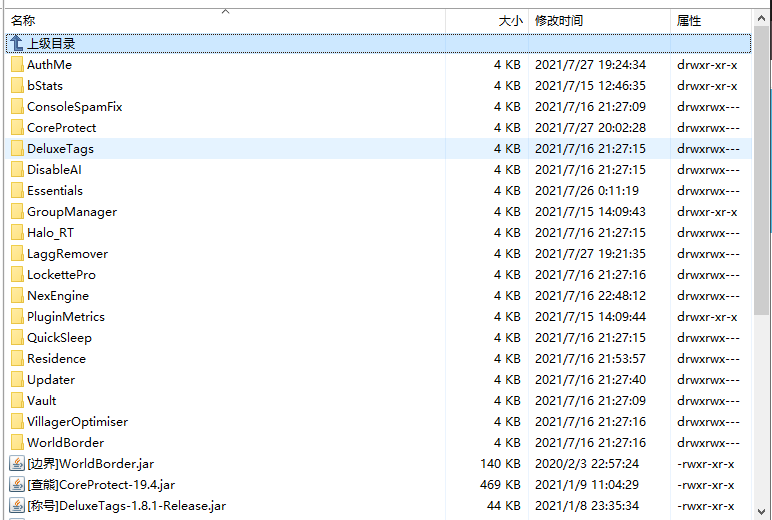 名称 大小 修改时间 属性
上级目录
AuthMe 4 KB 2021/7/27 19:24:34 drwxr-xr-x
bStats 4 KB 2021/7/15 12:46:35 drwxr-xr-x
ConsoleSpamFix 4 KB 2021/7/16 21:27:09 drwxrwx---
CoreProtect 4 KB 2021/7/27 20:02:28 drwxrwx---
DeluxeTags 4 KB 2021/7/16 21:27:15 drwxrwx---
DisableAI 4 KB 2021/7/16 21:27:15 drwxrwx---
Essentials 4 KB 2021/7/26 0:11:19 drwxrwx---
GroupManager 4 KB 2021/7/15 14:09:43 drwxr-xr-x
Halo_RT 4 KB 2021/7/16 21:27:15 drwxrwx---
LaggRemover 4 KB 2021/7/27 19:21:35 drwxrwx---
LockettePro 4 KB 2021/7/16 21:27:16 drwxrwx---
NexEngine 4 KB 2021/7/16 22:48:12 drwxrwx---
PluginMetrics 4 KB 2021/7/15 14:09:44 drwxr-xr-x
QuickSleep 4 KB 2021/7/16 21:27:15 drwxrwx---
Residence 4 KB 2021/7/16 21:53:57 drwxrwx---
Updater 4 KB 2021/7/16 21:27:40 drwxrwx---
Vault 4 KB 2021/7/16 21:27:09 drwxrwx---
VillagerOptimiser 4 KB 2021/7/16 21:27:16 drwxrwx---
WorldBorder 4 KB 2021/7/16 21:27:16 drwxrwx---
[边界]WorldBorder.jar 140 KB 2020/2/3 22:57:24 -rwxr-xr-x
[查能]CoreProtect-19.4.jar 469 KB 2021/1/9 11:04:29 -rwxr-xr-x
[称号]DeluxeTags-1.8.1-Release.jar 44 KB 2021/1/8 23:35:34 -rwxr-xr-x